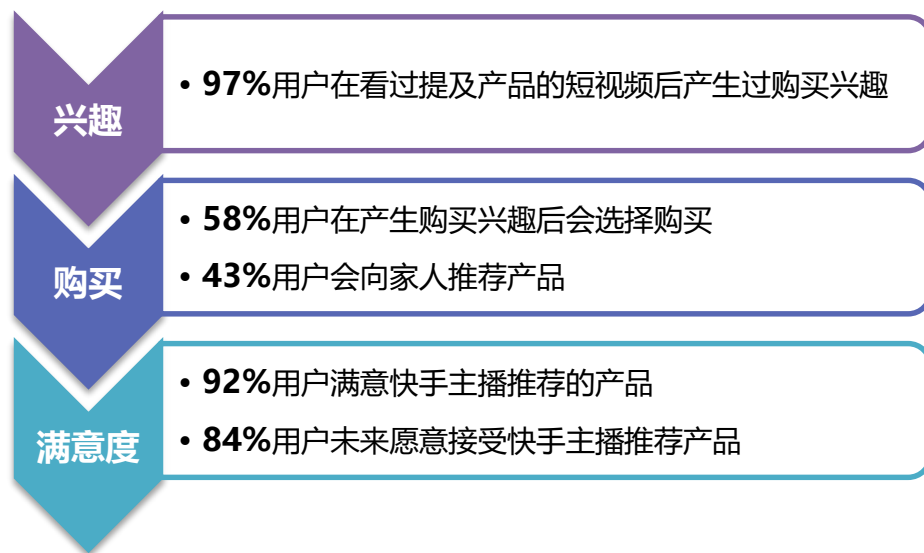 兴趣
• 97%用户在看过提及产品的短视频后产生过购买兴趣
购买
• 58%用户在产生购买兴趣后会选择购买
• 43%用户会向家人推荐产品
满意度
• 92%用户满意快手主播推荐的产品
• 84%用户未来愿意接受快手主播推荐产品